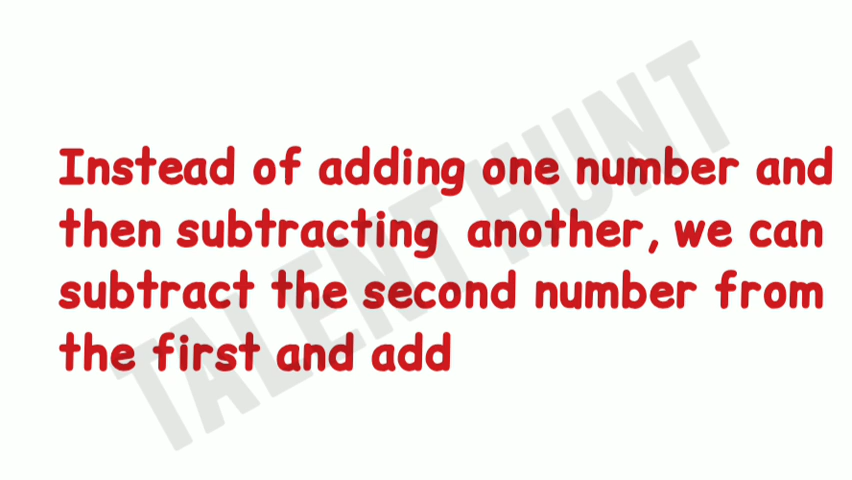 Instead of adding one number and
then subtracting another, we can
subtract the second number from
the first and add
TALENT HUNT